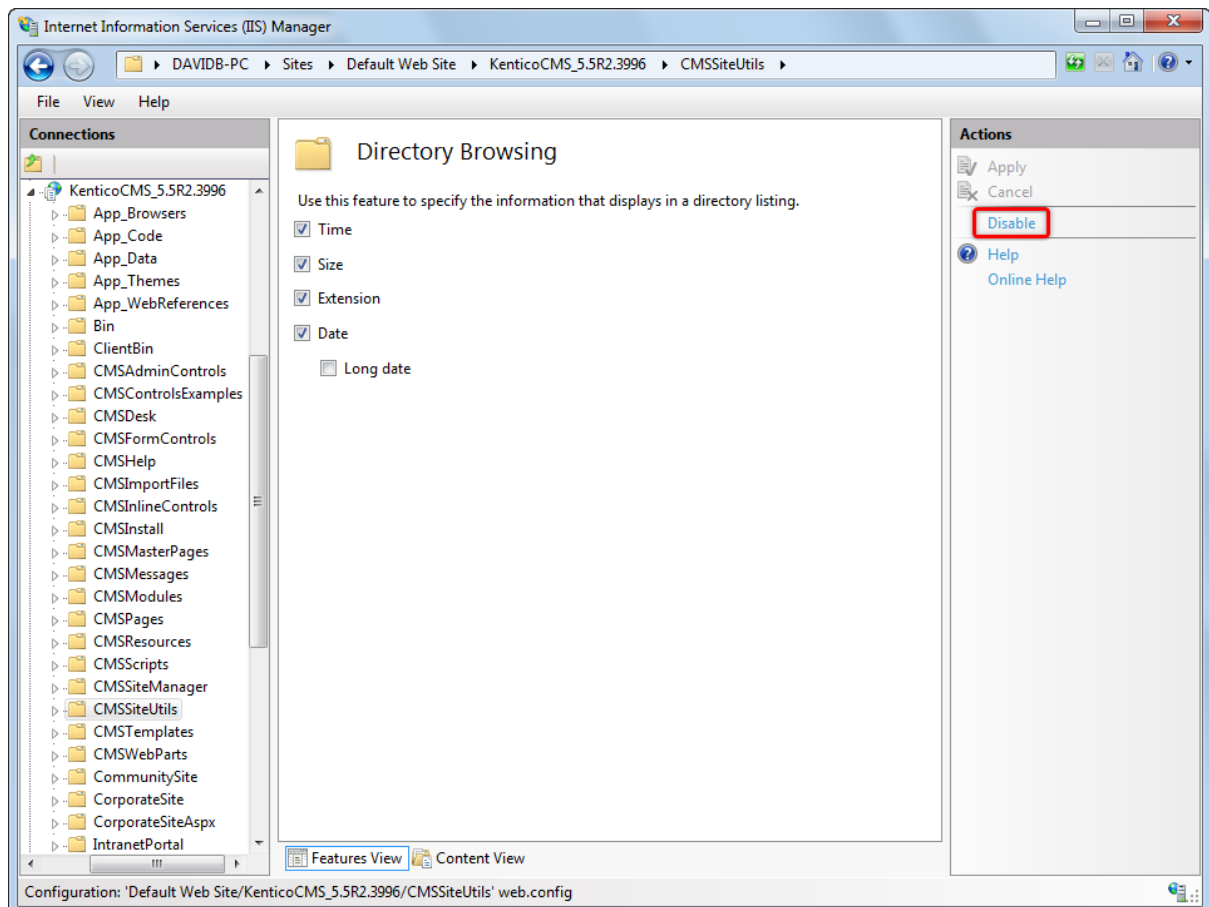 Internet Information Services (IIS) Manager
DAVIDB-PC Sites Default Web Site KenticoCMS_5.5R2.3996 CMSSiteUtils
File View Help
Connections
KenticoCMS_5.5R2.3996
App_Browsers
App_Code
App_Data
App_Themes
App_WebReferences
Bin
ClientBin
CMSAdminControls
CMSControlsExamples
CMSDesk
CMSFormControls
CMSHelp
CMSImportFiles
CMSInlineControls
CMSInstall
CMSMasterPages
CMSMessages
CMSModules
CMSPages
CMSResources
CMSScripts
CMSSiteManager
CMSSiteUtils
CMSTemplates
CMSWebParts
CommunitySite
CorporateSite
CorporateSiteAspx
IntranetPortal
Directory Browsing
Use this feature to specify the information that displays in a directory listing.
Time
Size
Extension
Date
Long date
Features View Content View
Actions
Apply
Cancel
Disable
Help
Online Help
Configuration: 'Default Web Site/KenticoCMS_5.5R2.3996/CMSSiteUtils' web.config